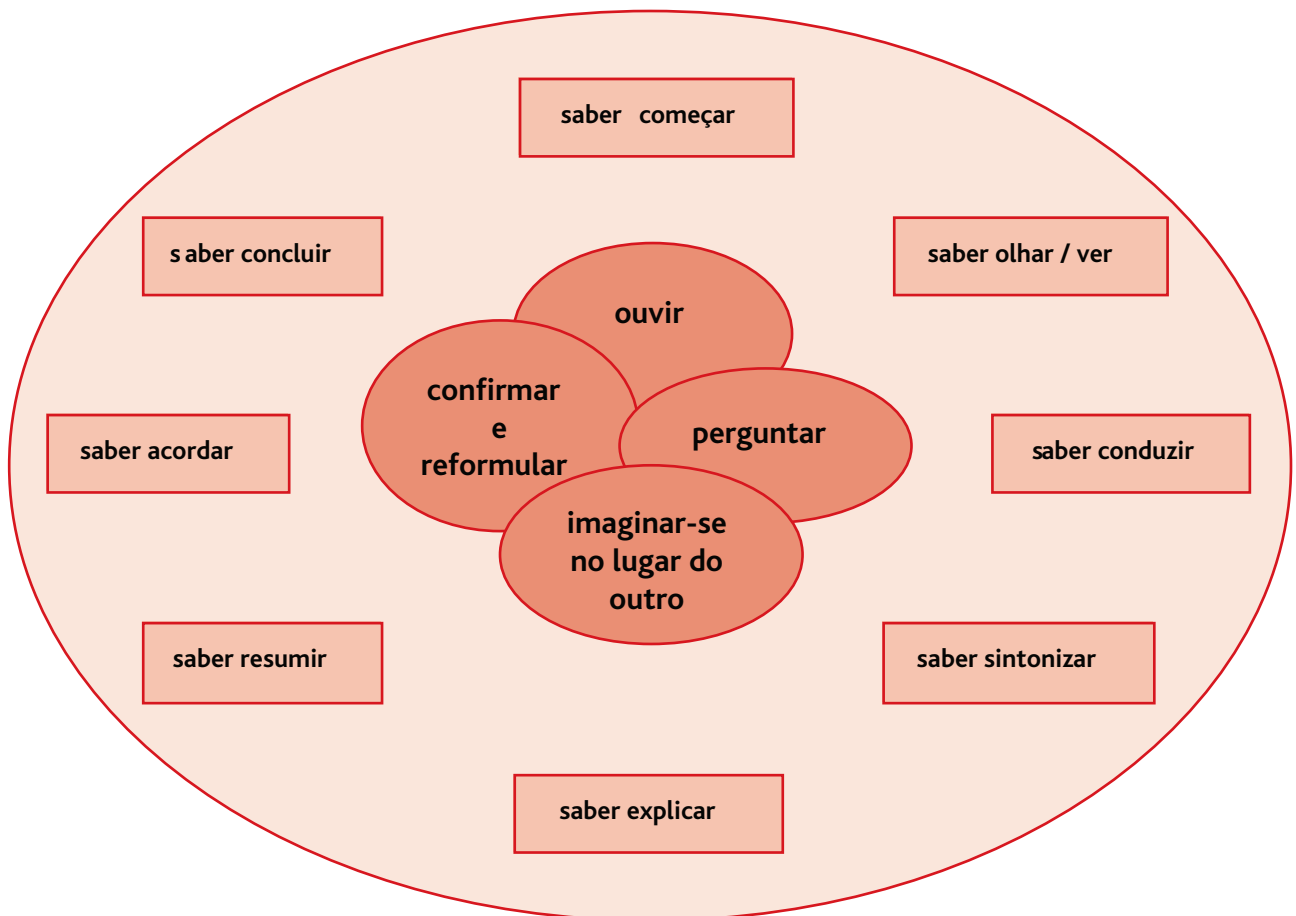 saber começar
s aber concluir
saber olhar / ver
ouvir
confirmar
e
reformular
perguntar
saber acordar
saber conduzir
imaginar-se
no lugar do
outro
saber resumir
saber sintonizar
saber explicar